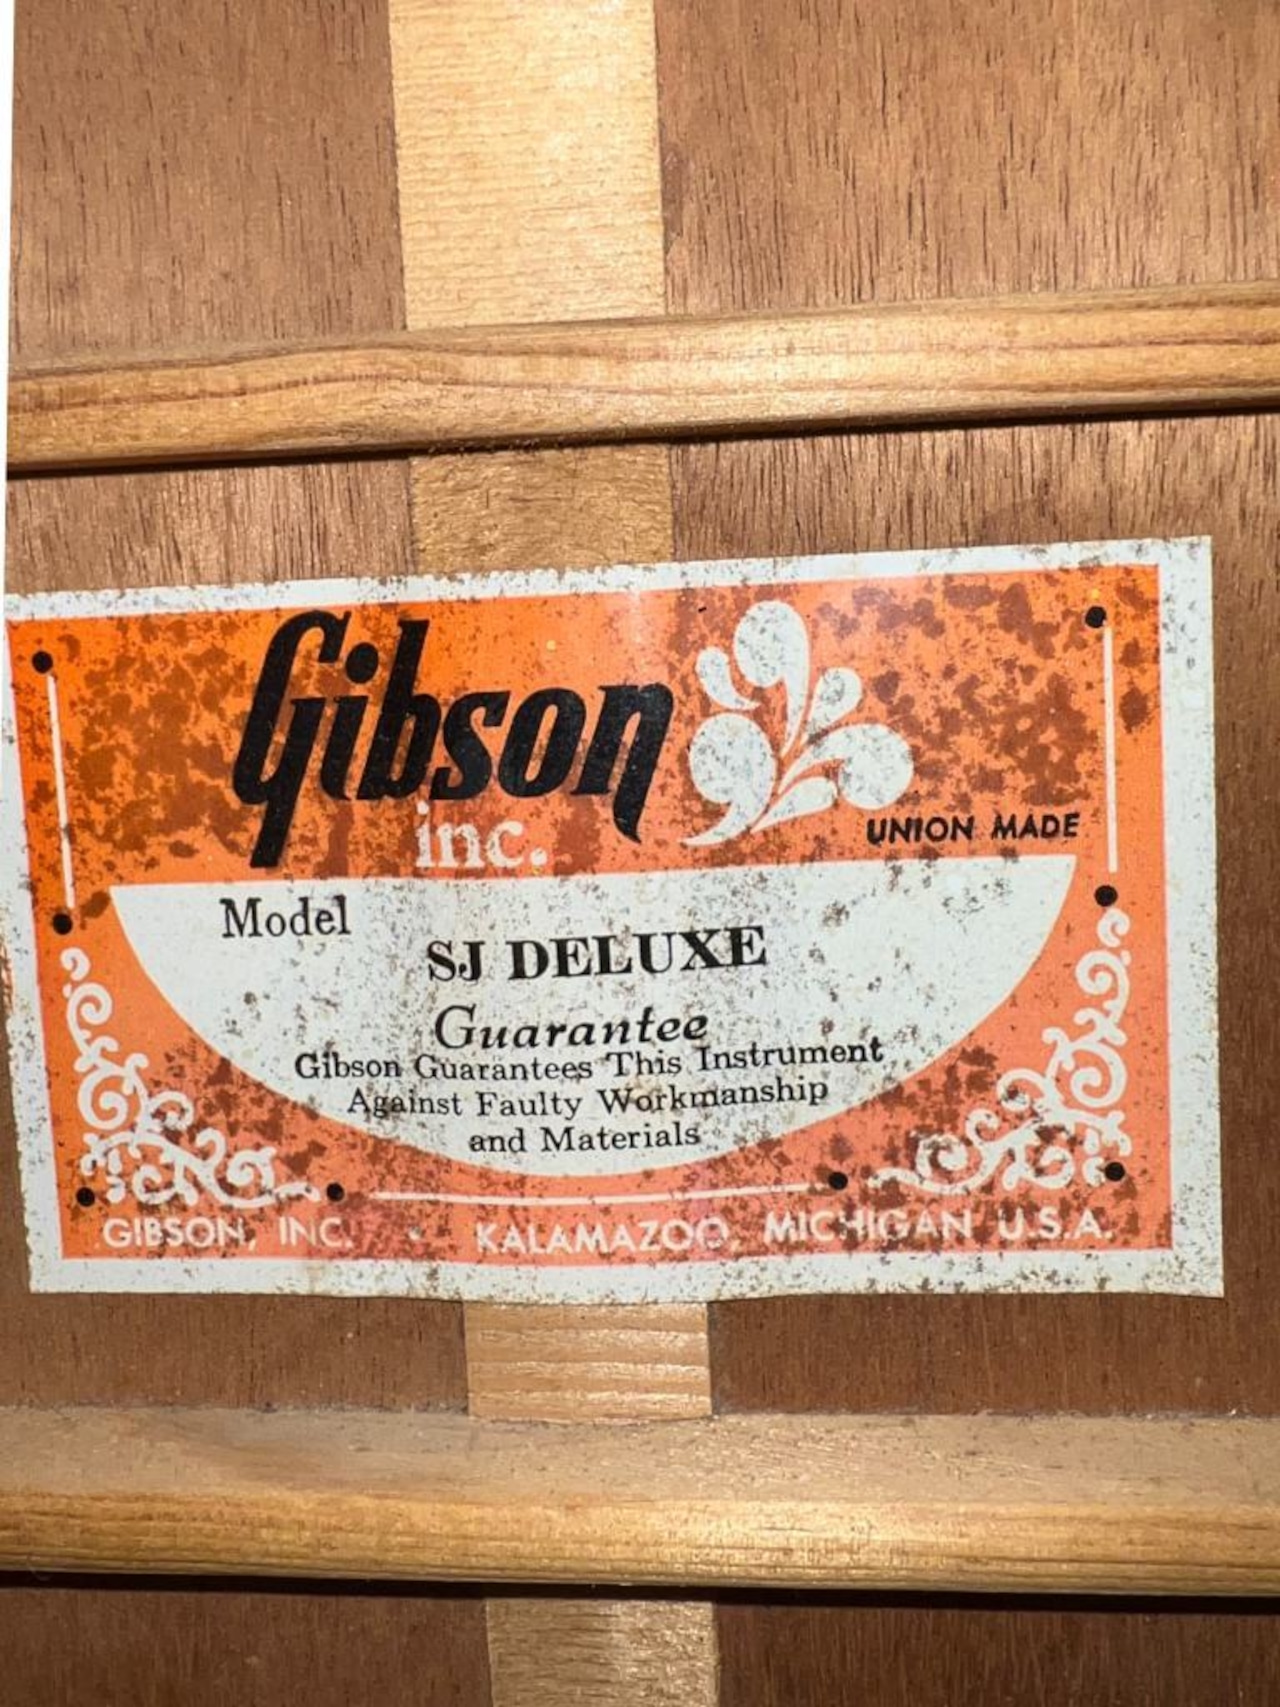 Gibson
inc.
UNION MADE
Model
SJ DELUXE
Guarantee
Gibson Guarantees This Instrument
Against Faulty Workmanship
and Materials
GIBSON, INC. · KALAMAZOO, MICHIGAN U.S.A.